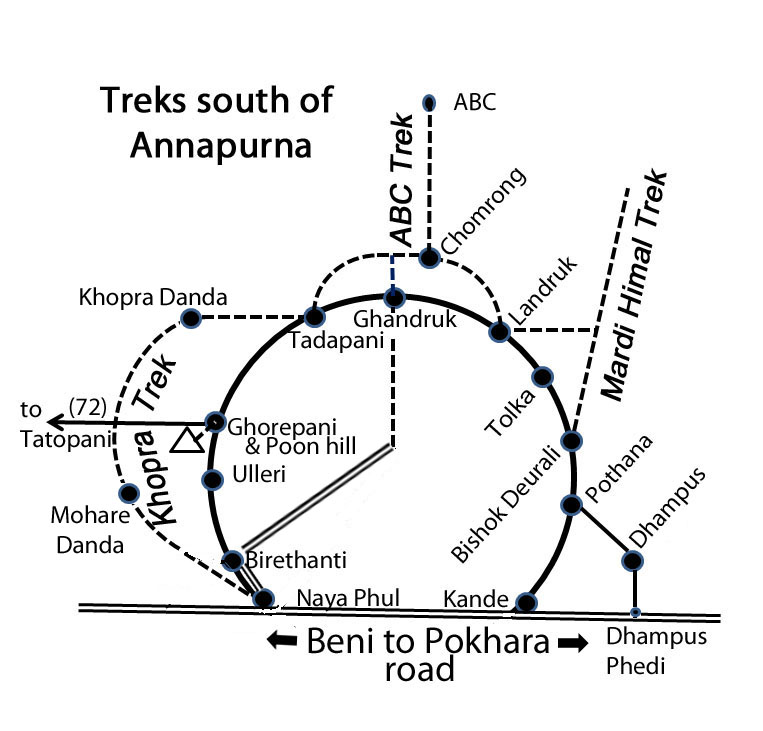 Treks south of
Annapurna
ABC
ABC Trek
Chomrong
Mardi Himal Trek
Landruk
Khopra Danda
Ghandruk
Tadapani
Khopra Trek
Tolka
to (72)
Tatopani
Ghorepani
& Poon hill
Ulleri
Bishok Deurali
Pothana
Dhampus
Mohare
Danda
Birethanti
Naya Phul
Kande
Beni to Pokhara
road
Dhampus
Phedi